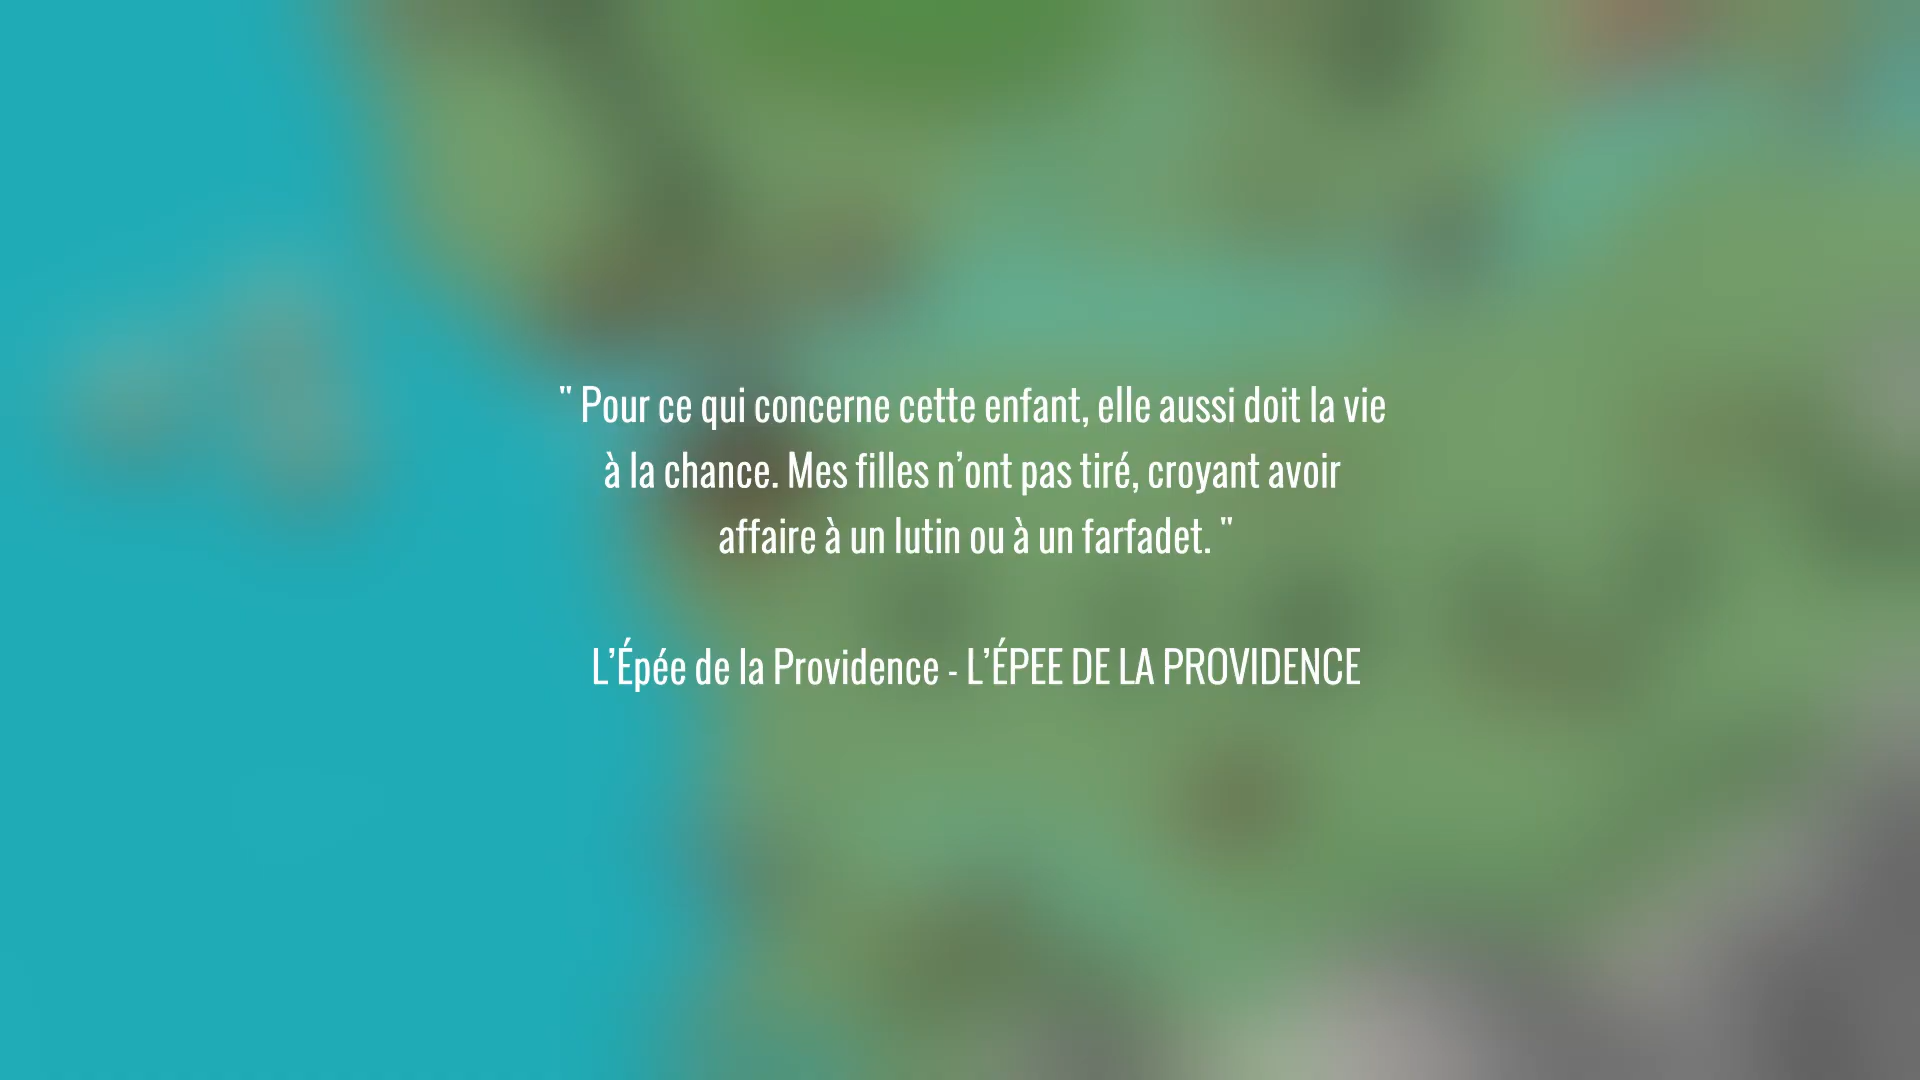 " Pour ce qui concerne cette enfant, elle aussi doit la vie
à la chance. Mes filles n’ont pas tiré, croyant avoir
affaire à un lutin ou à un farfadet. "
L’Épée de la Providence - L’ÉPEE DE LA PROVIDENCE